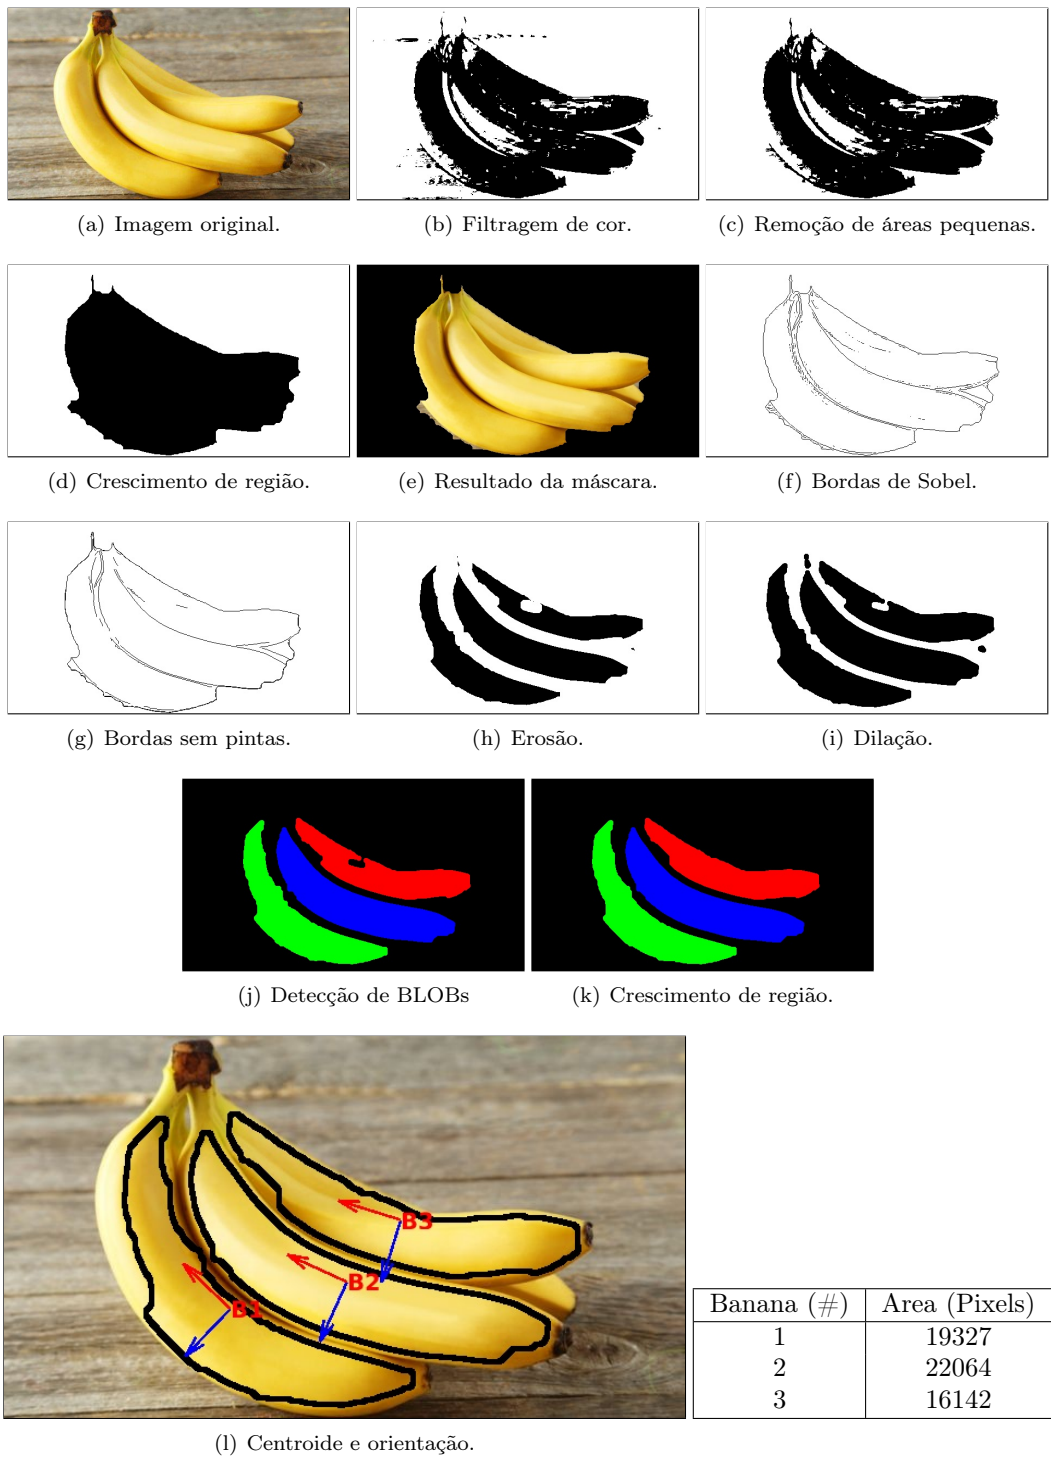 (a) Imagem original.
(b) Filtragem de cor.
(c) Remoção de áreas pequenas.
(d) Crescimento de região.
(e) Resultado da máscara.
(f) Bordas de Sobel.
(g) Bordas sem pintas.
(h) Erosão.
(i) Dilação.
(j) Detecção de BLOBs
(k) Crescimento de região.
B3
B2
B1
Banana (#) Area (Pixels)
1 19327
2 22064
3 16142
(l) Centroide e orientação.